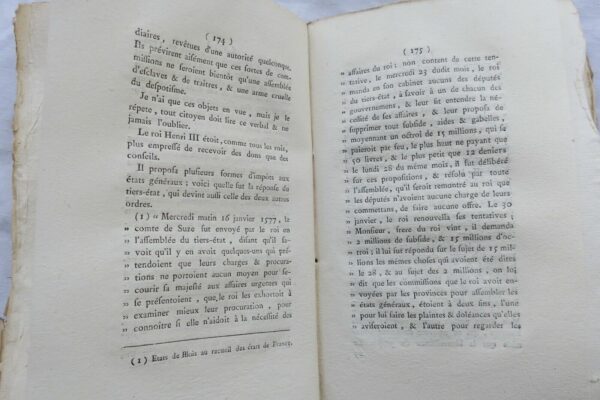 ( 174 )
diaires, revêtues d'une autorité quelconque.
Ils prévirent aisément que ces sortes de com-
missions ne seroient bientôt qu'une assemblée
d'esclaves & de traîtres, & une arme cruelle
du despotisme.
Je n'ai que ces objets en vue, mais je le
répete, tout citoyen doit lire ce verbal & ne
jamais l'oublier.
Le roi Henri III étoit, comme tous les rois,
plus empressé de recevoir des dons que des
conseils.
Il proposa plusieurs formes d'impôts aux
états généraux; voici quelle fut la réponse du
tiers-état, qui devint aussi celle des deux autres
ordres.
(1) « Mercredi matin 16 janvier 1577, le
» comte de Suze fut envoyé par le roi en
» l'assemblée du tiers-état, disant qu'il sa-
» voit qu'il y en avoit quelques-uns qui pré-
» tendoient que leurs charges & procura-
» tions ne portoient aucun moyen pour se-
» courir sa majesté aux affaires urgentes qui
» se présentoient, que le roi les exhortoit à
» examiner mieux leur procuration, pour
» connoitre si elle n'aidoit à la nécessité des
(1) Etats de Blois au recueil des états de France.
( 175 )
» affaires du roi; non content de cette ten-
» tative, le mercredi 23 dudit mois, le roi
» manda en son cabinet aucuns des députés
» du tiers-état, à savoir à un de chacun des
» gouvernemens, & leur fit entendre la né-
» cessité de ses affaires, & leur proposa de
» supprimer tous subside, aides & gabelles,
» moyennant un octroi de 15 millions, qui se
» paieroit par feu, le plus haut ne payant que
» 50 livres, & le plus petit que 12 deniers
» le lundi 28 du même mois, il fut délibéré
» sur ces propositions, & résolu par toute
» l'assemblée, qu'il seroit remontré au roi que
» les députés n'avoient aucune charge de leurs
» commettans, de faire aucune offre. Le 30
» janvier, le roi renouvella ses tentatives;
» Monsieur, frere du roi vint, il demanda
» 2 millions de subside, & 15 millions d'oc-
» troi; il lui fut répondu sur le sujet de 15 mil-
» lions les mêmes choses qui avoient été dites
» le 28, & au sujet des 2 millions, on lui
» dit que les commissions que le roi avoit en-
» voyées par les provinces pour assembler les
» états généraux, étoient à deux fins, l'une
» pour lui faire les plaintes & doléances qu'elles
» aviseroient, & l'autre pour regarder les